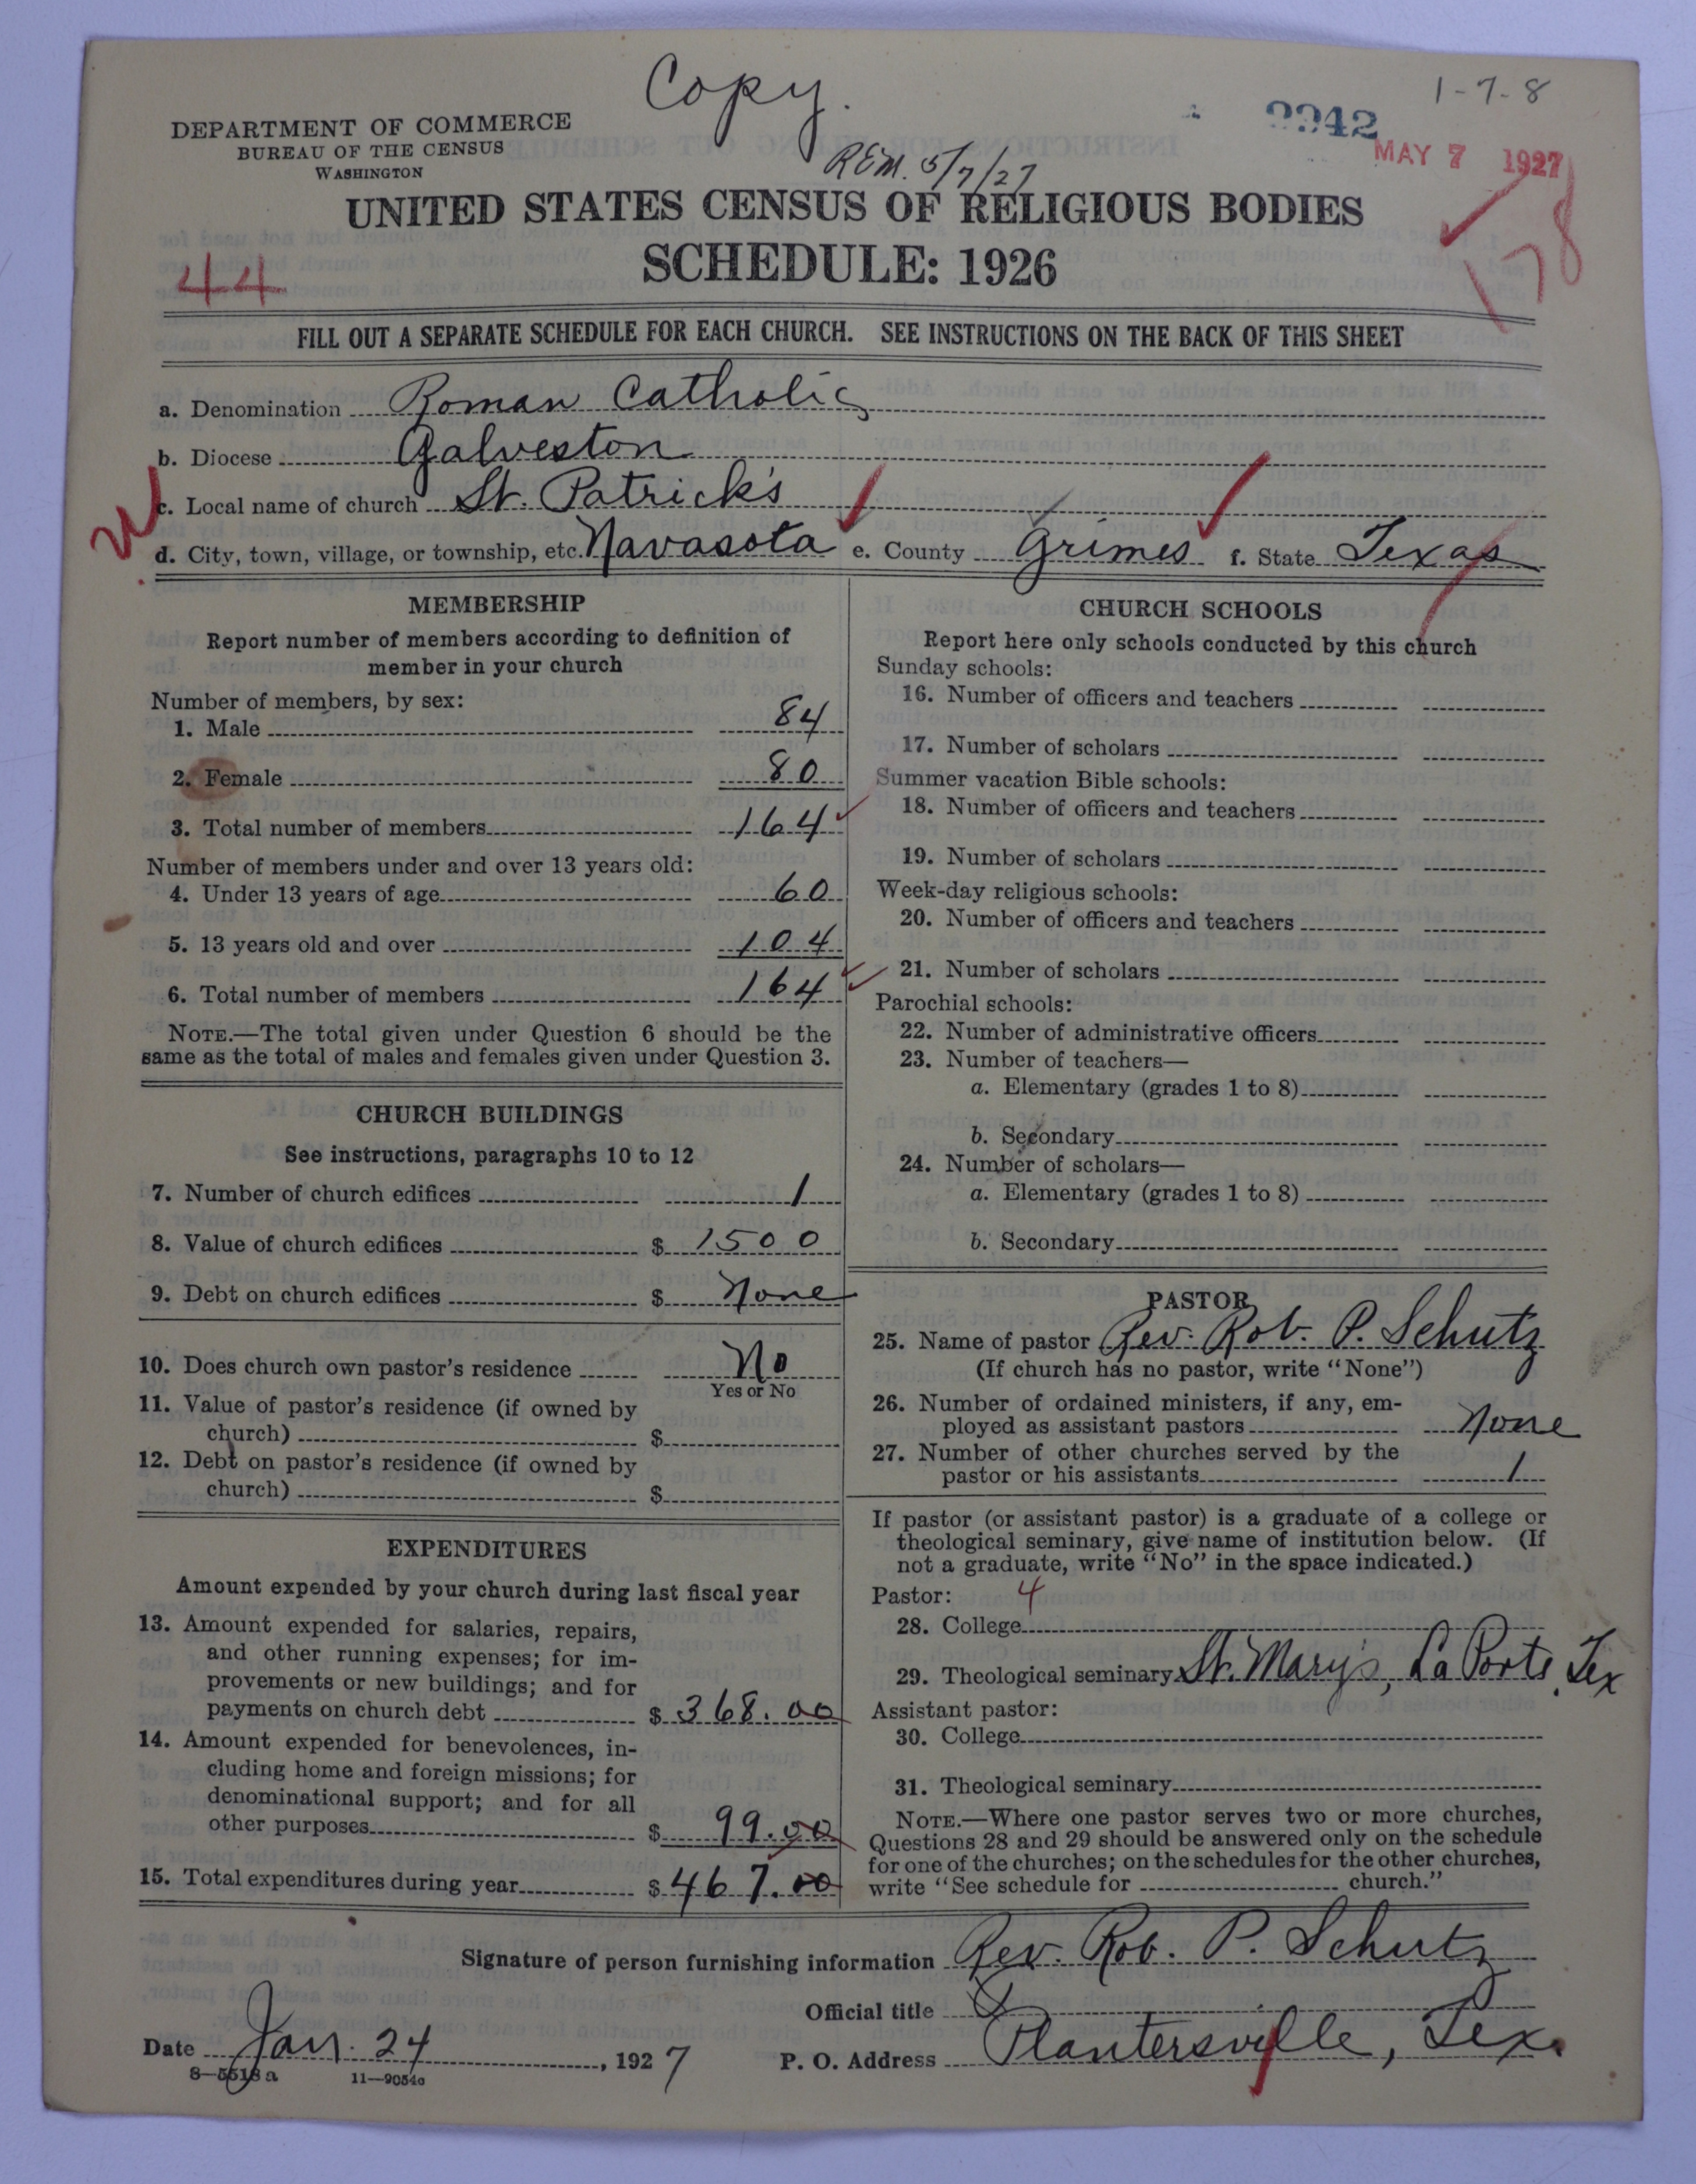 Copy.
1-7-8
DEPARTMENT OF COMMERCE
BUREAU OF THE CENSUS
WASHINGTON
MAY 7 1927
REM. 5/7/27
UNITED STATES CENSUS OF RELIGIOUS BODIES
SCHEDULE: 1926
44
178
FILL OUT A SEPARATE SCHEDULE FOR EACH CHURCH. SEE INSTRUCTIONS ON THE BACK OF THIS SHEET
a. Denomination Roman Catholic
b. Diocese Galveston
c. Local name of church St. Patrick's
d. City, town, village, or township, etc. Navasota e. County Grimes f. State Texas
MEMBERSHIP
Report number of members according to definition of
member in your church
Number of members, by sex:
1. Male 84
2. Female 80
3. Total number of members 164
Number of members under and over 13 years old:
4. Under 13 years of age 60
5. 13 years old and over 104
6. Total number of members 164
NOTE.—The total given under Question 6 should be the
same as the total of males and females given under Question 3.
CHURCH BUILDINGS
See instructions, paragraphs 10 to 12
7. Number of church edifices 1
8. Value of church edifices $ 1500
9. Debt on church edifices $ None
10. Does church own pastor's residence No
Yes or No
11. Value of pastor's residence (if owned by
church) $
12. Debt on pastor's residence (if owned by
church) $
EXPENDITURES
Amount expended by your church during last fiscal year
13. Amount expended for salaries, repairs,
and other running expenses; for im-
provements or new buildings; and for
payments on church debt $ 368.00
14. Amount expended for benevolences, in-
cluding home and foreign missions; for
denominational support; and for all
other purposes $ 99.00
15. Total expenditures during year $ 467.00
CHURCH SCHOOLS
Report here only schools conducted by this church
Sunday schools:
16. Number of officers and teachers
17. Number of scholars
Summer vacation Bible schools:
18. Number of officers and teachers
19. Number of scholars
Week-day religious schools:
20. Number of officers and teachers
21. Number of scholars
Parochial schools:
22. Number of administrative officers
23. Number of teachers—
a. Elementary (grades 1 to 8)
b. Secondary
24. Number of scholars—
a. Elementary (grades 1 to 8)
b. Secondary
PASTOR
25. Name of pastor Rev. Rob. P. Schutz
(If church has no pastor, write "None")
26. Number of ordained ministers, if any, em-
ployed as assistant pastors None
27. Number of other churches served by the
pastor or his assistants 1
If pastor (or assistant pastor) is a graduate of a college or
theological seminary, give name of institution below. (If
not a graduate, write "No" in the space indicated.)
Pastor: 4
28. College
29. Theological seminary St. Mary's, La Porte, Tex
Assistant pastor:
30. College
31. Theological seminary
NOTE.—Where one pastor serves two or more churches,
Questions 28 and 29 should be answered only on the schedule
for one of the churches; on the schedules for the other churches,
write "See schedule for church."
Signature of person furnishing information Rev. Rob. P. Schutz
Official title
Date Jan. 24, 1927 P. O. Address Plantersville, Tex.
8—5518a 11—9054c